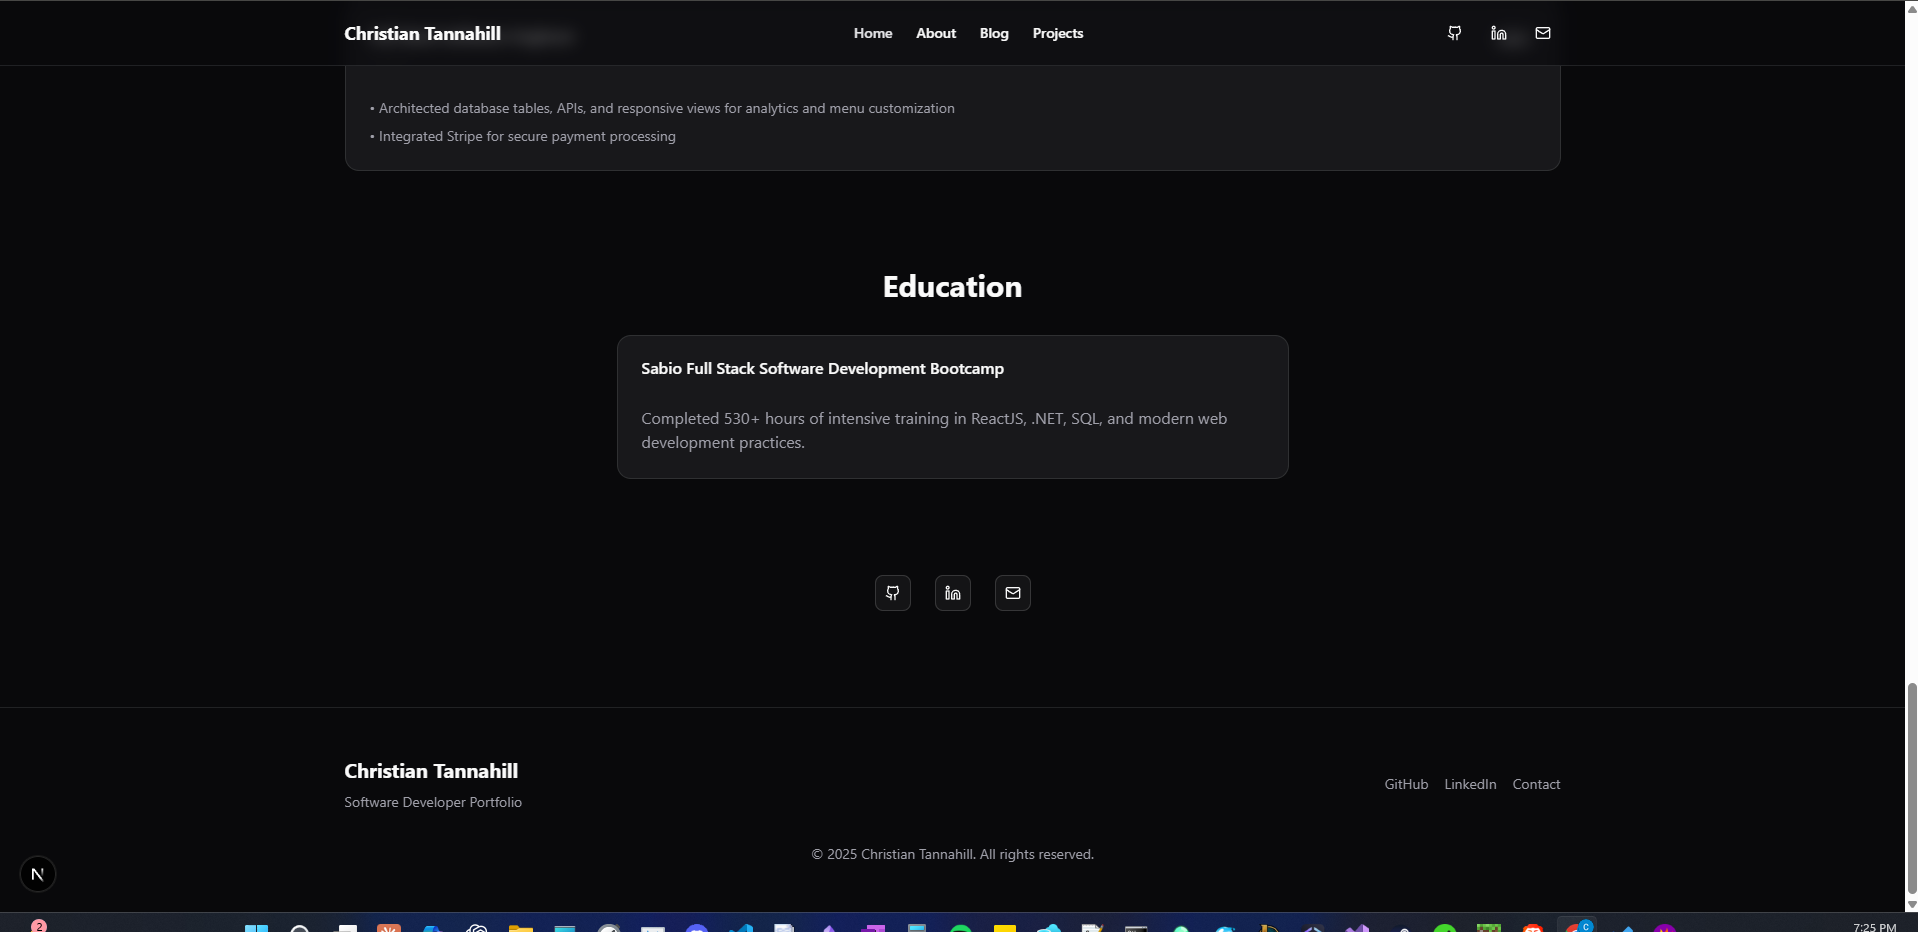 Christian Tannahill
Home About Blog Projects
• Architected database tables, APIs, and responsive views for analytics and menu customization
• Integrated Stripe for secure payment processing
Education
Sabio Full Stack Software Development Bootcamp
Completed 530+ hours of intensive training in ReactJS, .NET, SQL, and modern web
development practices.
Christian Tannahill
Software Developer Portfolio
GitHub LinkedIn Contact
© 2025 Christian Tannahill. All rights reserved.
N
2
7:25 PM